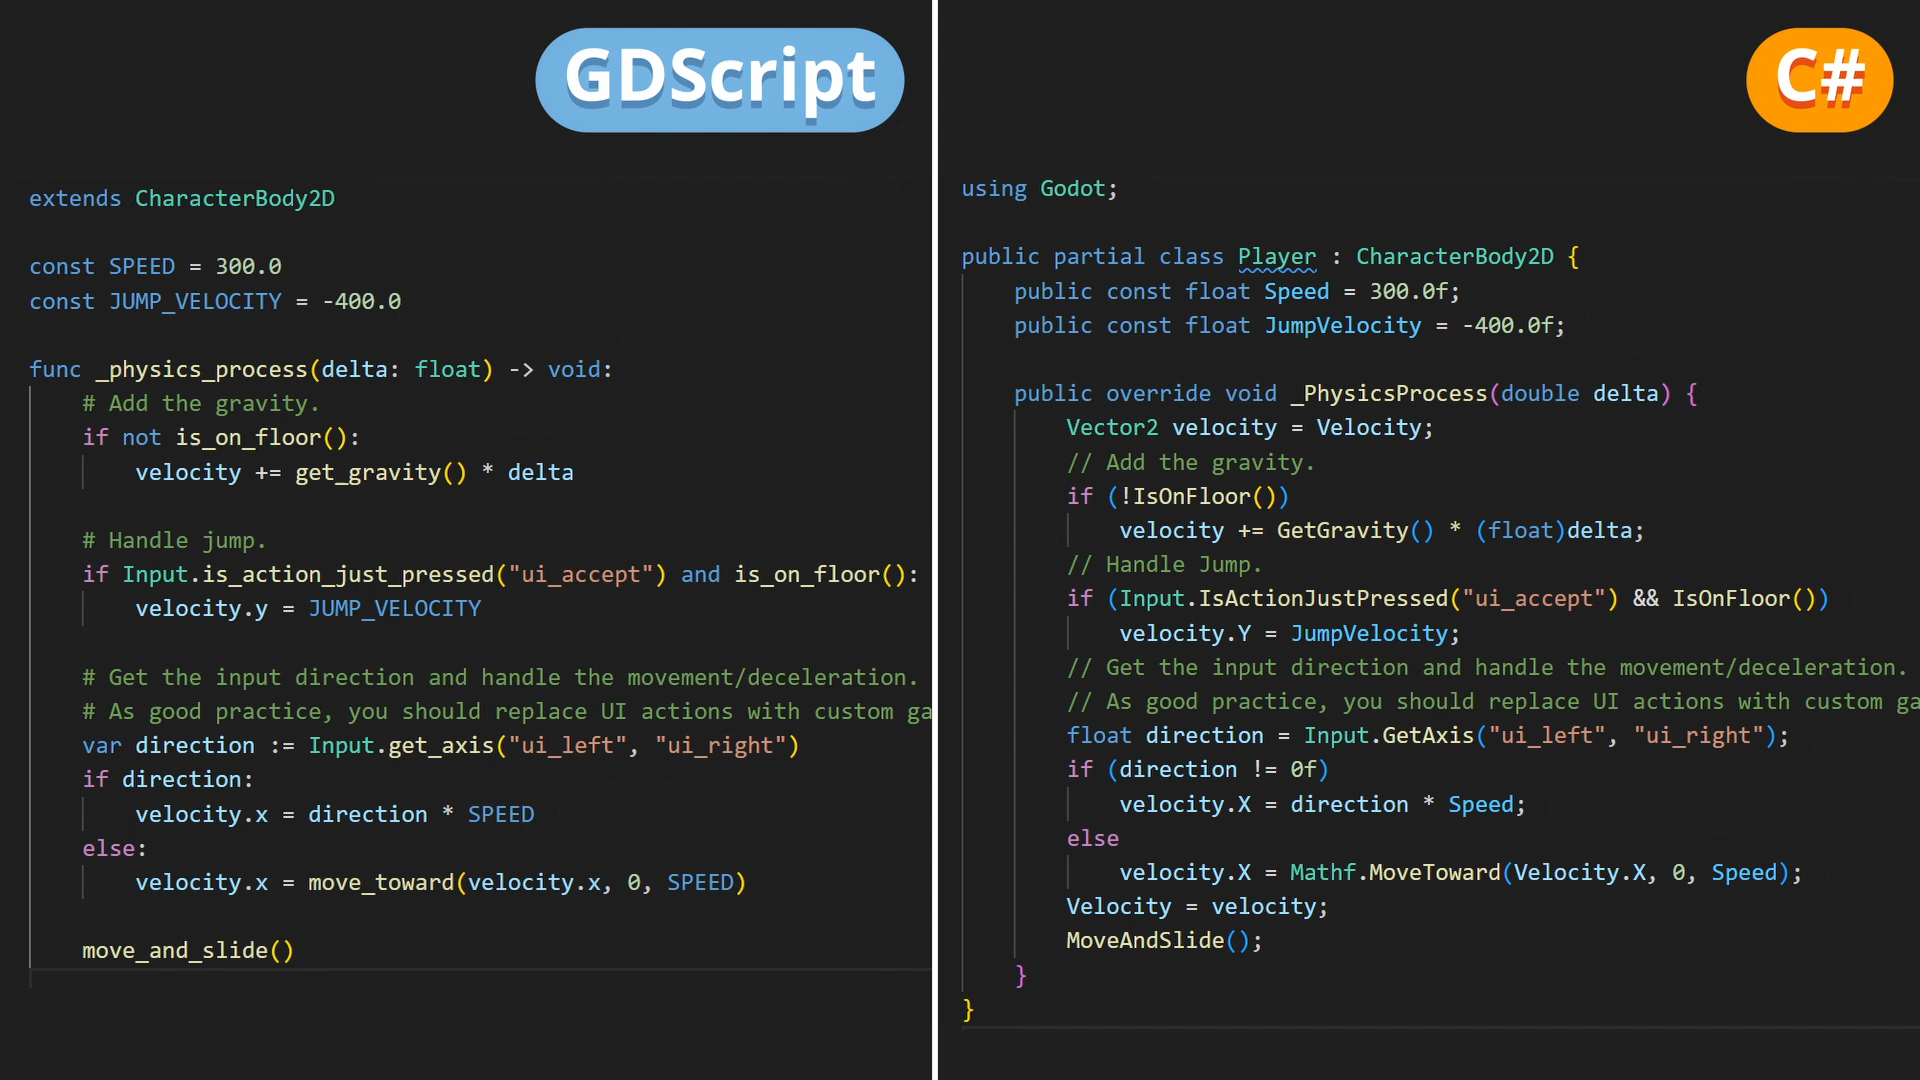 GDScript
extends CharacterBody2D
const SPEED = 300.0
const JUMP_VELOCITY = -400.0
func _physics_process(delta: float) -> void:
# Add the gravity.
if not is_on_floor():
velocity += get_gravity() * delta
# Handle jump.
if Input.is_action_just_pressed("ui_accept") and is_on_floor():
velocity.y = JUMP_VELOCITY
# Get the input direction and handle the movement/deceleration.
# As good practice, you should replace UI actions with custom ga
var direction := Input.get_axis("ui_left", "ui_right")
if direction:
velocity.x = direction * SPEED
else:
velocity.x = move_toward(velocity.x, 0, SPEED)
move_and_slide()
C#
using Godot;
public partial class Player : CharacterBody2D {
public const float Speed = 300.0f;
public const float JumpVelocity = -400.0f;
public override void _PhysicsProcess(double delta) {
Vector2 velocity = Velocity;
// Add the gravity.
if (!IsOnFloor())
velocity += GetGravity() * (float)delta;
// Handle Jump.
if (Input.IsActionJustPressed("ui_accept") && IsOnFloor())
velocity.Y = JumpVelocity;
// Get the input direction and handle the movement/deceleration.
// As good practice, you should replace UI actions with custom ga
float direction = Input.GetAxis("ui_left", "ui_right");
if (direction != 0f)
velocity.X = direction * Speed;
else
velocity.X = Mathf.MoveToward(Velocity.X, 0, Speed);
Velocity = velocity;
MoveAndSlide();
}
}